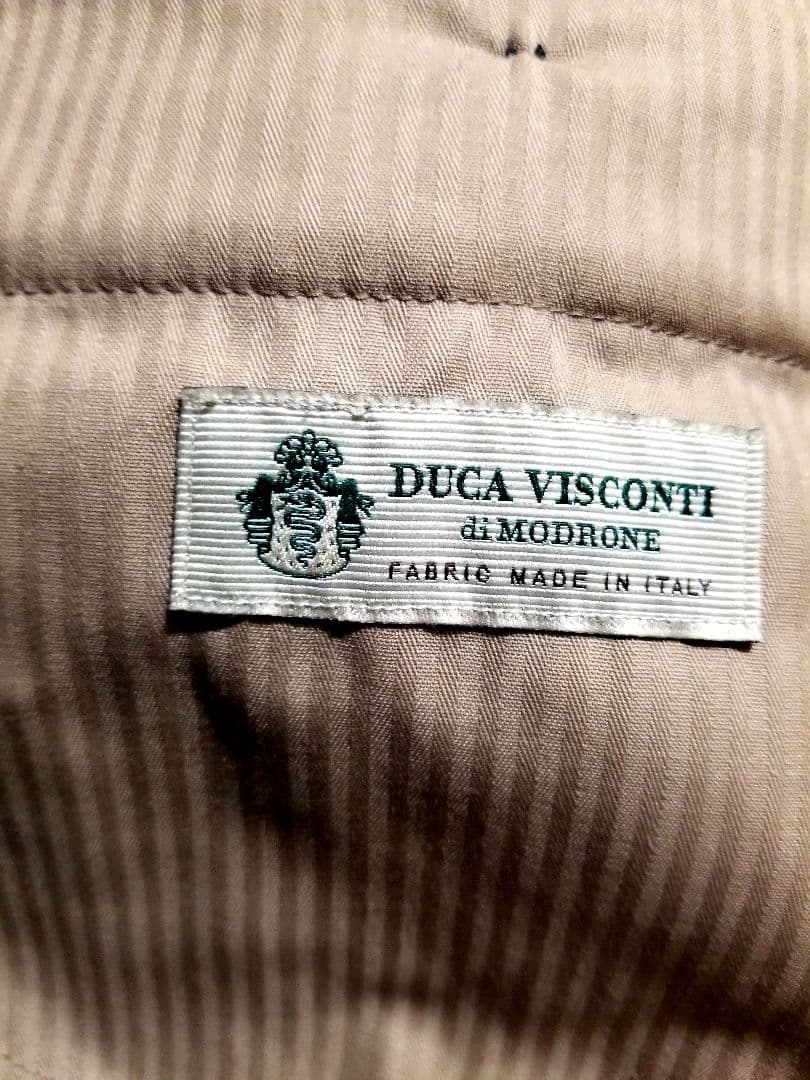 DUCA VISCONTI
di MODRONE
FABRIC MADE IN ITALY